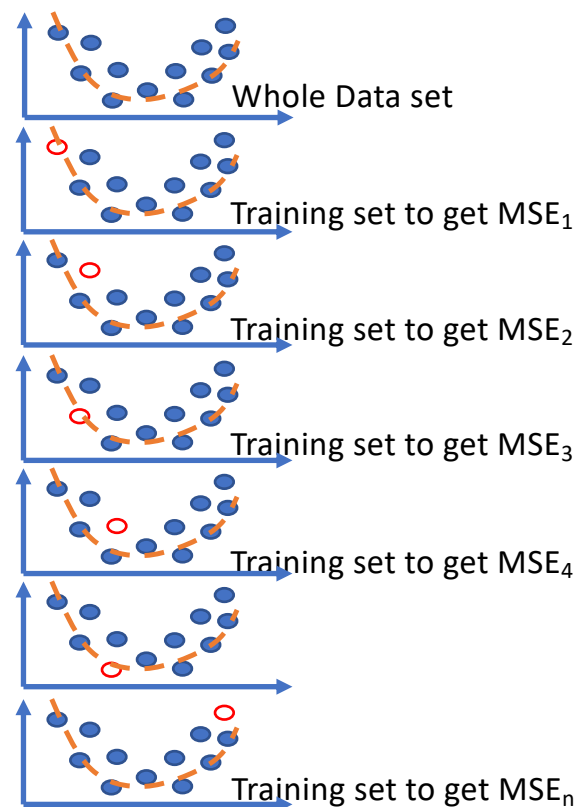 Whole Data set
Training set to get MSE₁
Training set to get MSE₂
Training set to get MSE₃
Training set to get MSE₄
Training set to get MSEₙ